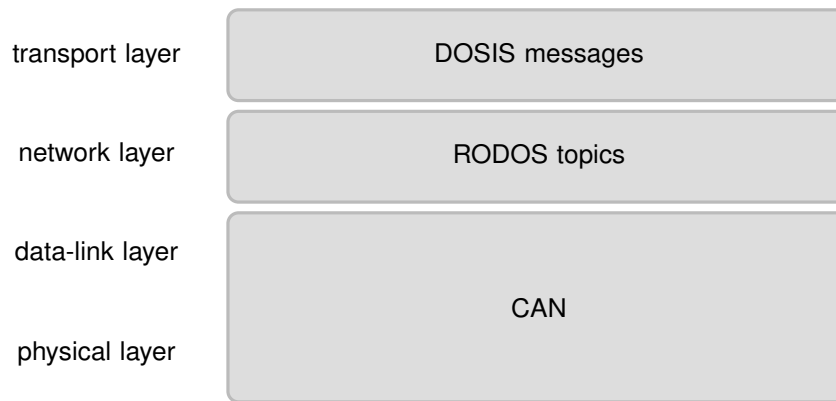 transport layer
DOSIS messages
network layer
RODOS topics
data-link layer
CAN
physical layer